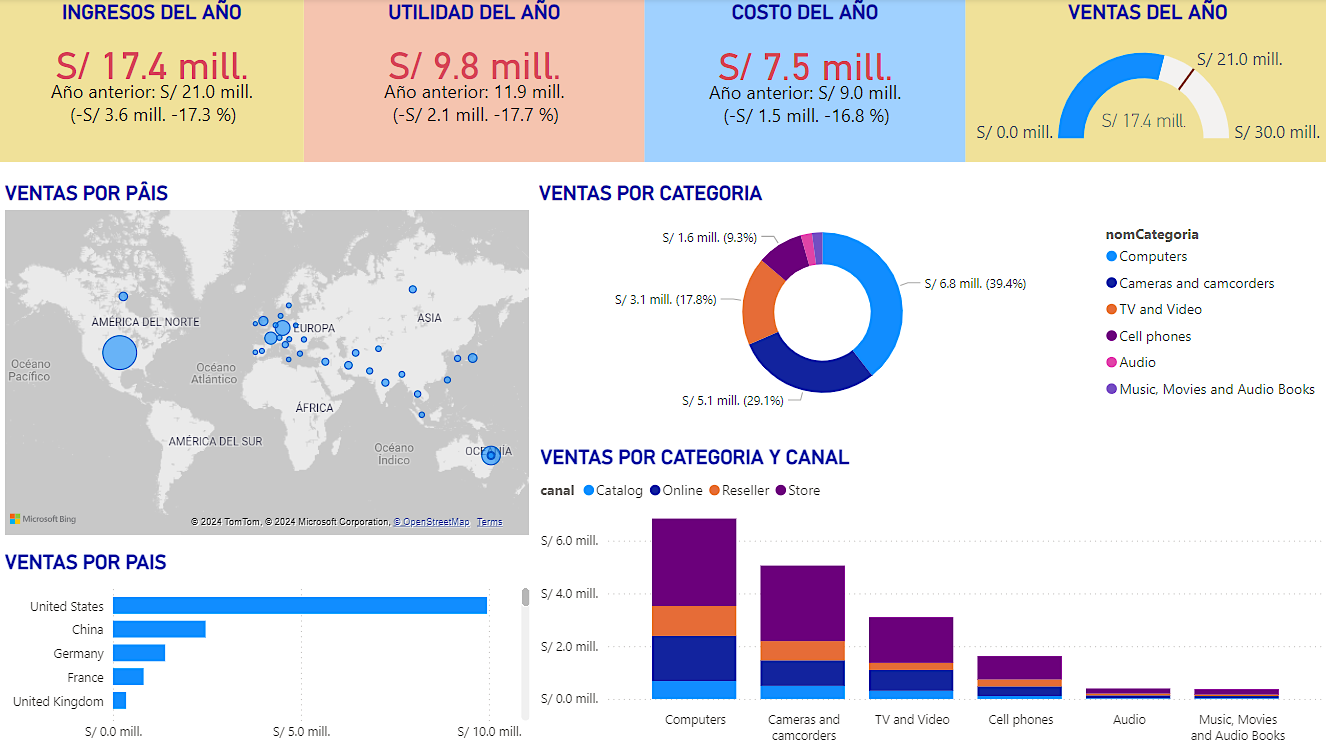 INGRESOS DEL AÑO
S/ 17.4 mill.
Año anterior: S/ 21.0 mill.
(-S/ 3.6 mill. -17.3 %)
UTILIDAD DEL AÑO
S/ 9.8 mill.
Año anterior: 11.9 mill.
(-S/ 2.1 mill. -17.7 %)
COSTO DEL AÑO
S/ 7.5 mill.
Año anterior: S/ 9.0 mill.
(-S/ 1.5 mill. -16.8 %)
VENTAS DEL AÑO
S/ 21.0 mill.
S/ 17.4 mill.
S/ 0.0 mill.
S/ 30.0 mill.
VENTAS POR PÂIS
AMÉRICA DEL NORTE
EUROPA
ASIA
Océano
Pacífico
Océano
Atlántico
ÁFRICA
AMÉRICA DEL SUR
Océano
Índico
OCEANÍA
Microsoft Bing
© 2024 TomTom, © 2024 Microsoft Corporation, © OpenStreetMap Terms
VENTAS POR PAIS
United States
China
Germany
France
United Kingdom
S/ 0.0 mill.
S/ 5.0 mill.
S/ 10.0 mill.
VENTAS POR CATEGORIA
S/ 1.6 mill. (9.3%)
S/ 6.8 mill. (39.4%)
S/ 3.1 mill. (17.8%)
S/ 5.1 mill. (29.1%)
nomCategoria
Computers
Cameras and camcorders
TV and Video
Cell phones
Audio
Music, Movies and Audio Books
VENTAS POR CATEGORIA Y CANAL
canal Catalog Online Reseller Store
S/ 6.0 mill.
S/ 4.0 mill.
S/ 2.0 mill.
S/ 0.0 mill.
Computers
Cameras and
camcorders
TV and Video
Cell phones
Audio
Music, Movies
and Audio Books